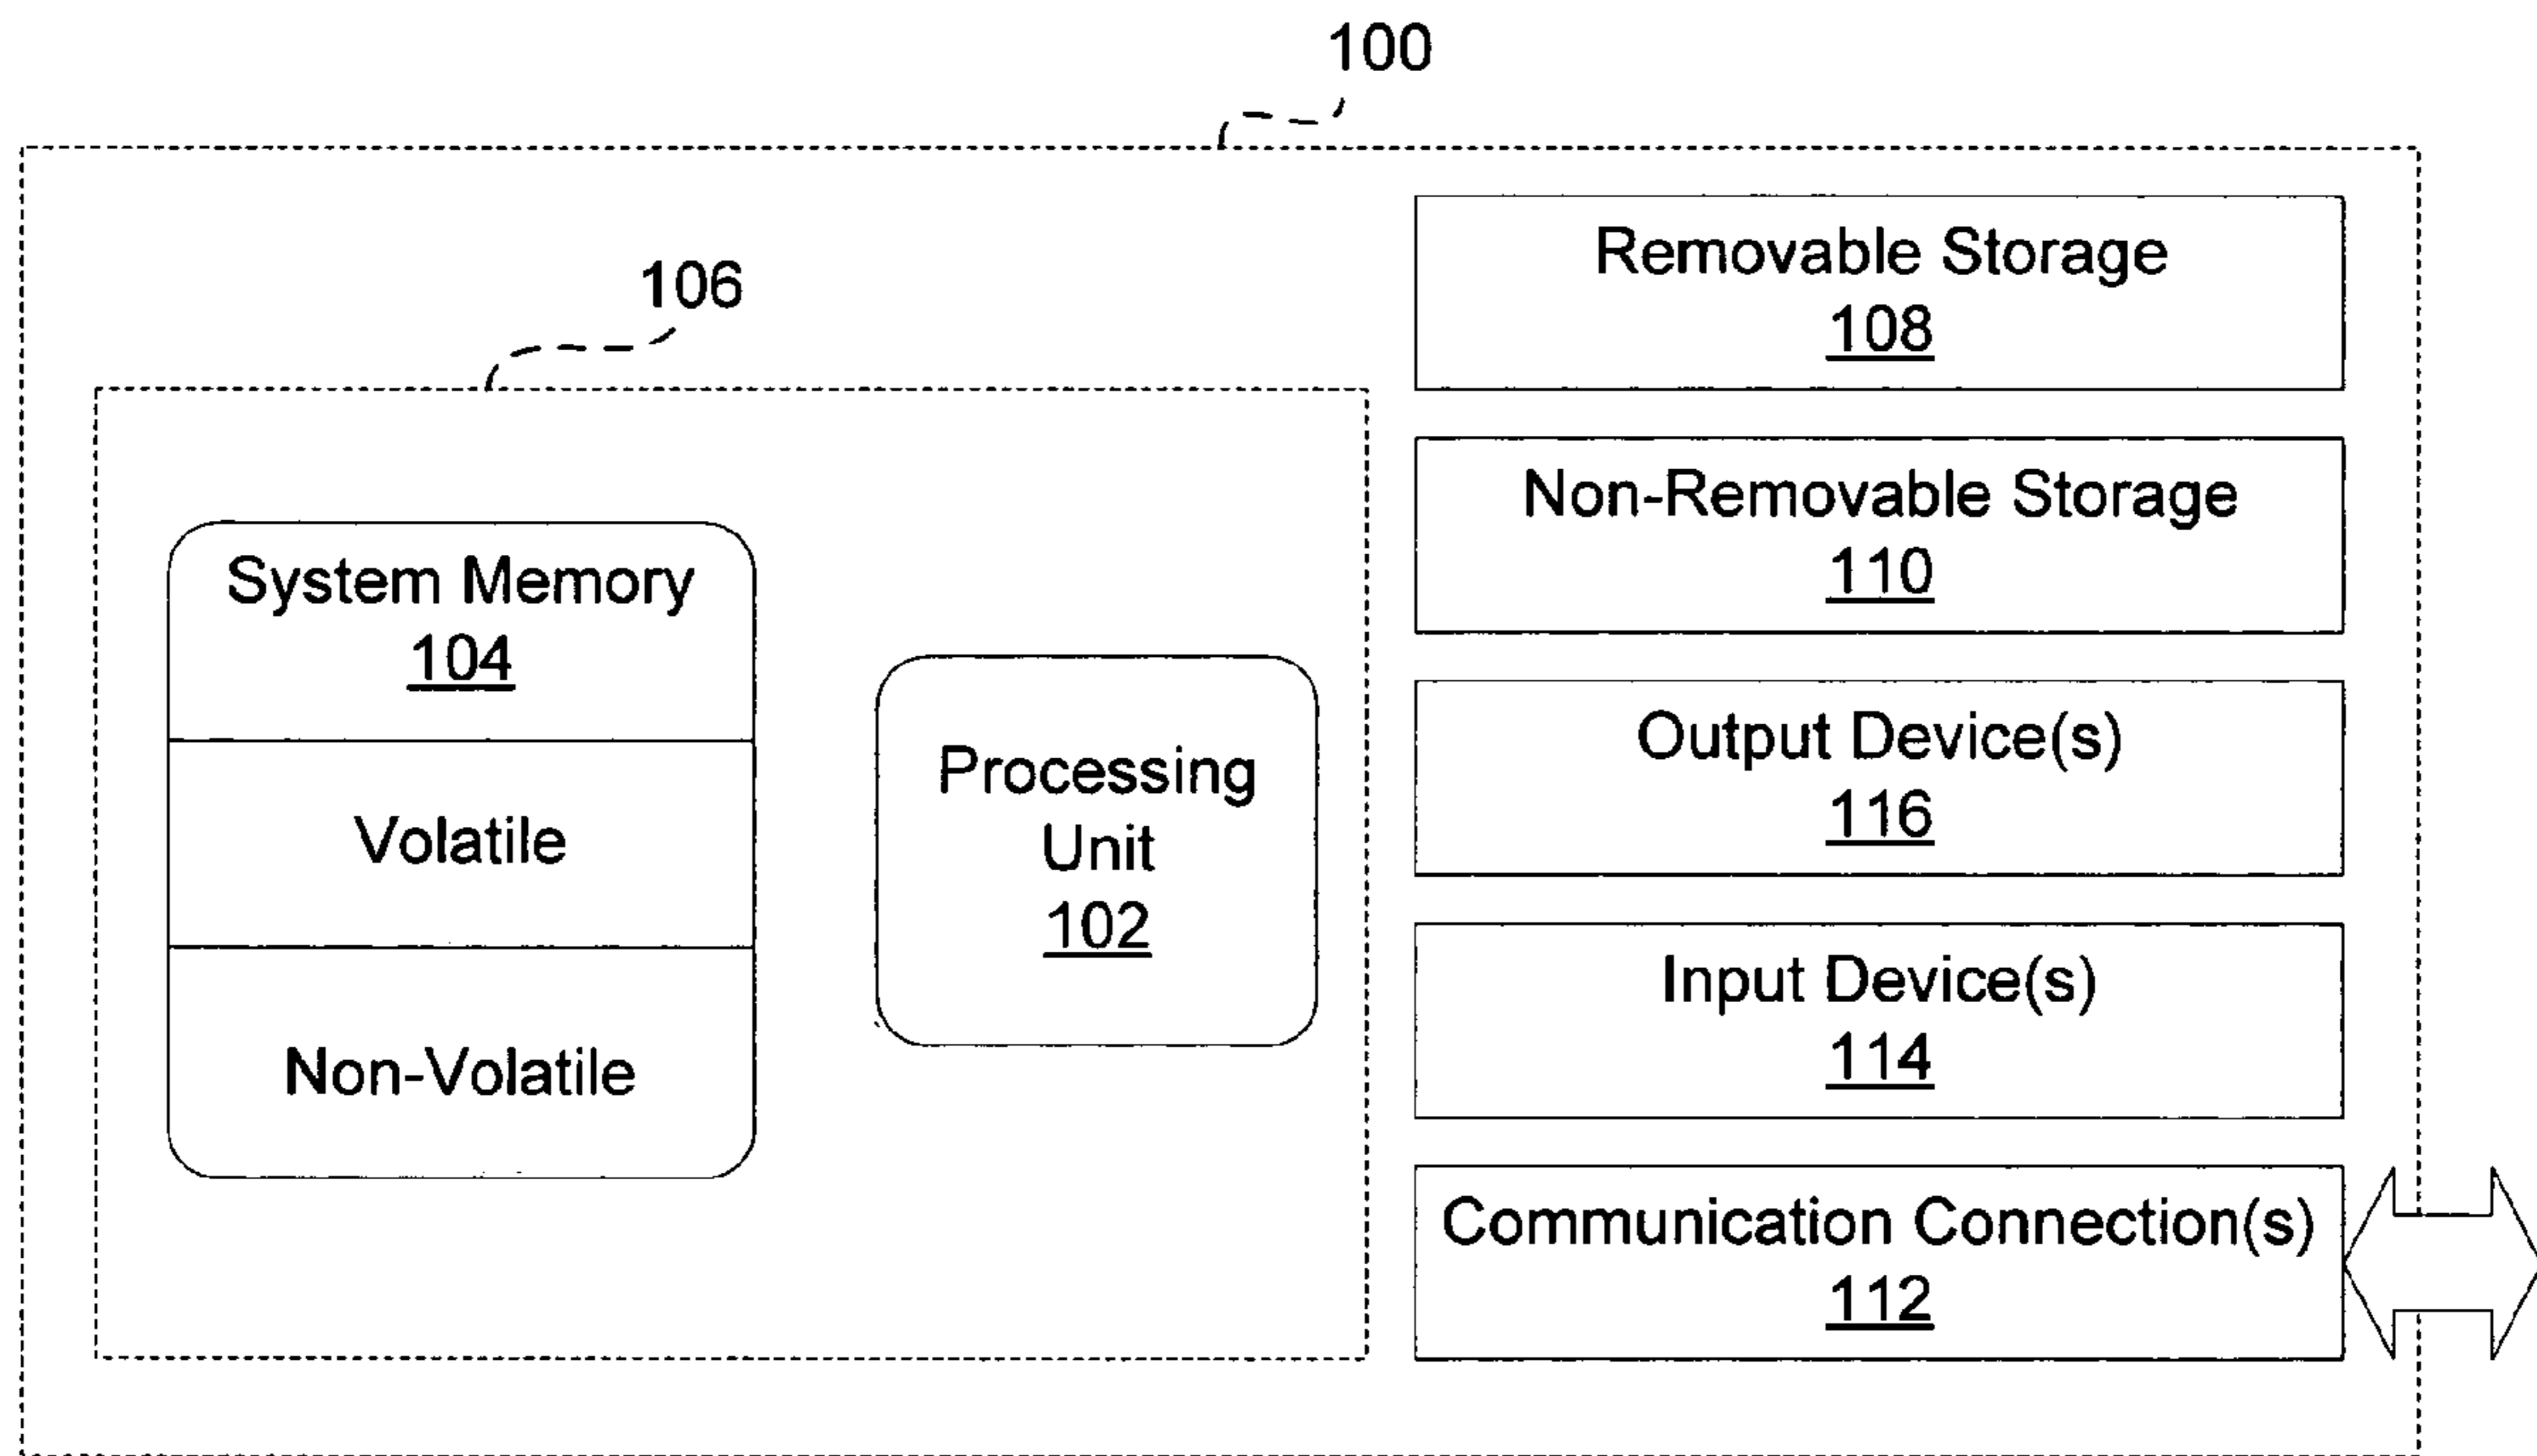 100
106
System Memory
104
Volatile
Non-Volatile
Processing
Unit
102
Removable Storage
108
Non-Removable Storage
110
Output Device(s)
116
Input Device(s)
114
Communication Connection(s)
112